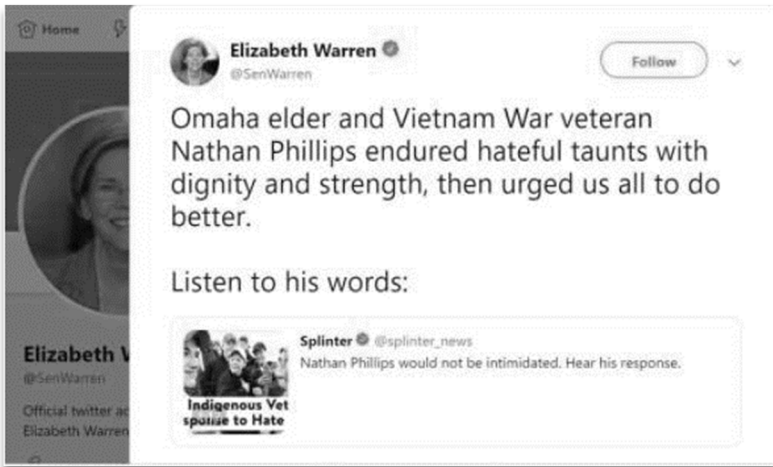 Home
Elizabeth Warren
@SenWarren
Follow
Omaha elder and Vietnam War veteran
Nathan Phillips endured hateful taunts with
dignity and strength, then urged us all to do
better.
Listen to his words:
Splinter @splinter_news
Nathan Phillips would not be intimidated. Hear his response.
Indigenous Vet
to Hate
Elizabeth
@SenWarren
Official twitter
Elizabeth Warren